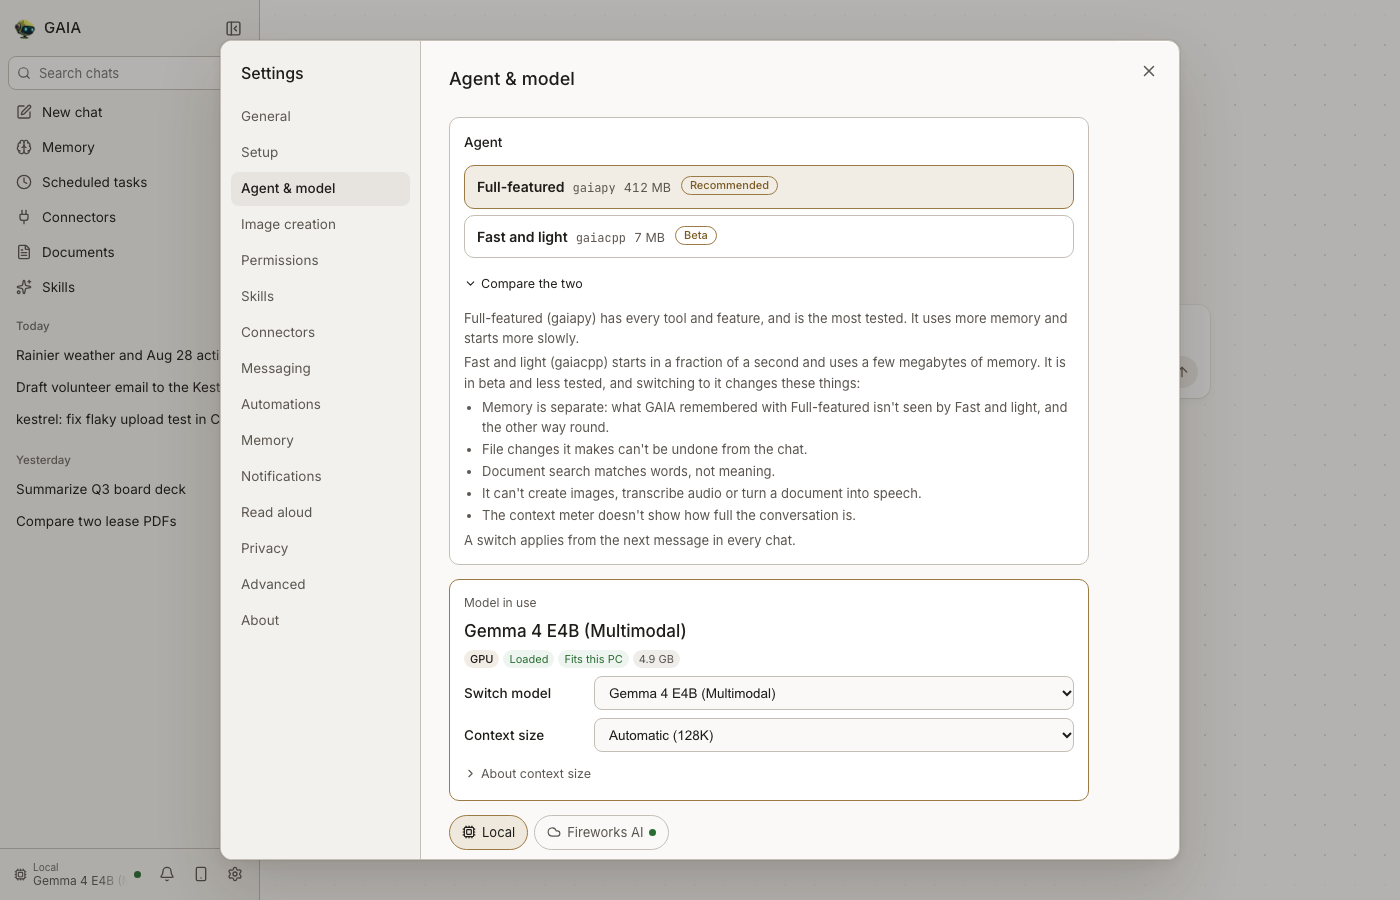 GAIA
Search chats
New chat
Memory
Scheduled tasks
Connectors
Documents
Skills
Today
Rainier weather and Aug 28 acti
Draft volunteer email to the Kest
kestrel: fix flaky upload test in C
Yesterday
Summarize Q3 board deck
Compare two lease PDFs
Local
Gemma 4 E4B
Settings
General
Setup
Agent & model
Image creation
Permissions
Skills
Connectors
Messaging
Automations
Memory
Notifications
Read aloud
Privacy
Advanced
About
Agent & model
Agent
Full-featured gaiapy 412 MB Recommended
Fast and light gaiacpp 7 MB Beta
Compare the two
Full-featured (gaiapy) has every tool and feature, and is the most tested. It uses more memory and
starts more slowly.
Fast and light (gaiacpp) starts in a fraction of a second and uses a few megabytes of memory. It is
in beta and less tested, and switching to it changes these things:
• Memory is separate: what GAIA remembered with Full-featured isn't seen by Fast and light, and
the other way round.
• File changes it makes can't be undone from the chat.
• Document search matches words, not meaning.
• It can't create images, transcribe audio or turn a document into speech.
• The context meter doesn't show how full the conversation is.
A switch applies from the next message in every chat.
Model in use
Gemma 4 E4B (Multimodal)
GPU Loaded Fits this PC 4.9 GB
Switch model Gemma 4 E4B (Multimodal)
Context size Automatic (128K)
About context size
Local Fireworks AI